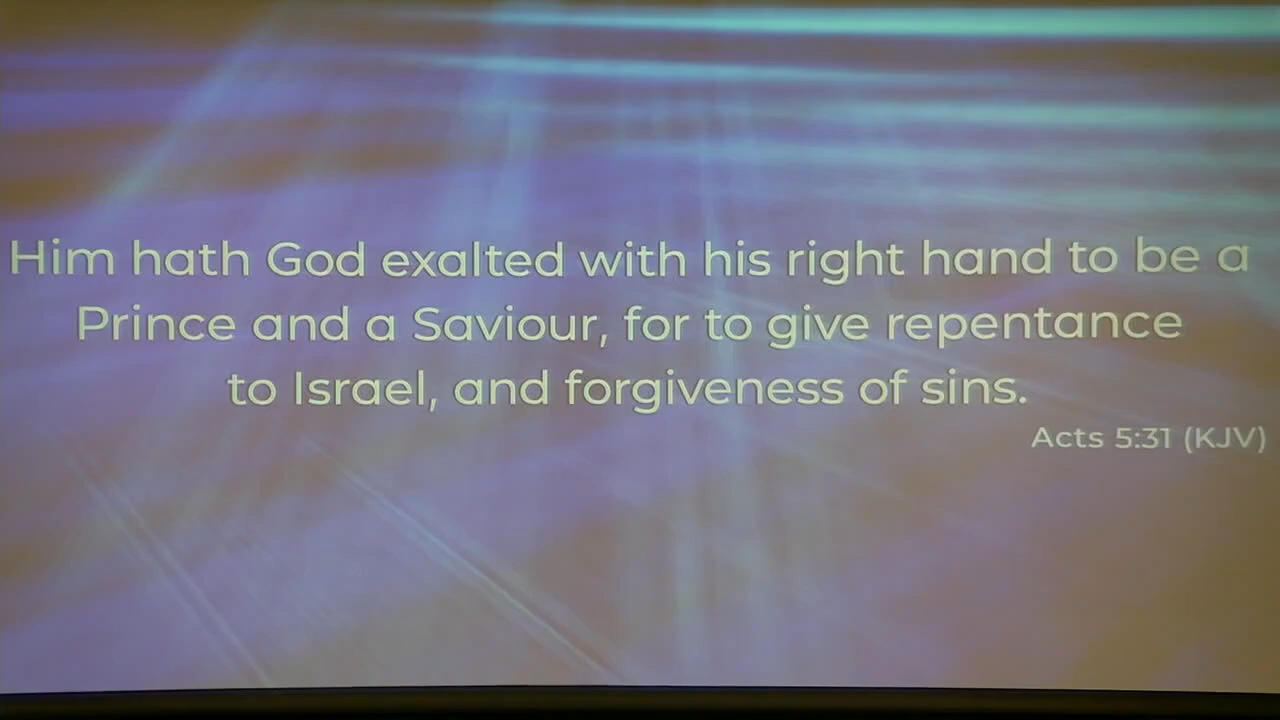 Him hath God exalted with his right hand to be a
Prince and a Saviour, for to give repentance
to Israel, and forgiveness of sins.
Acts 5:31 (KJV)